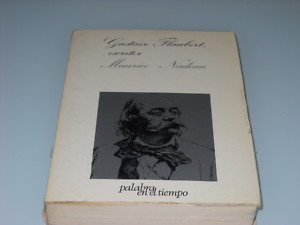 Gustave Flaubert,
escritor
Maurice Nadeau
palabra
en el tiempo